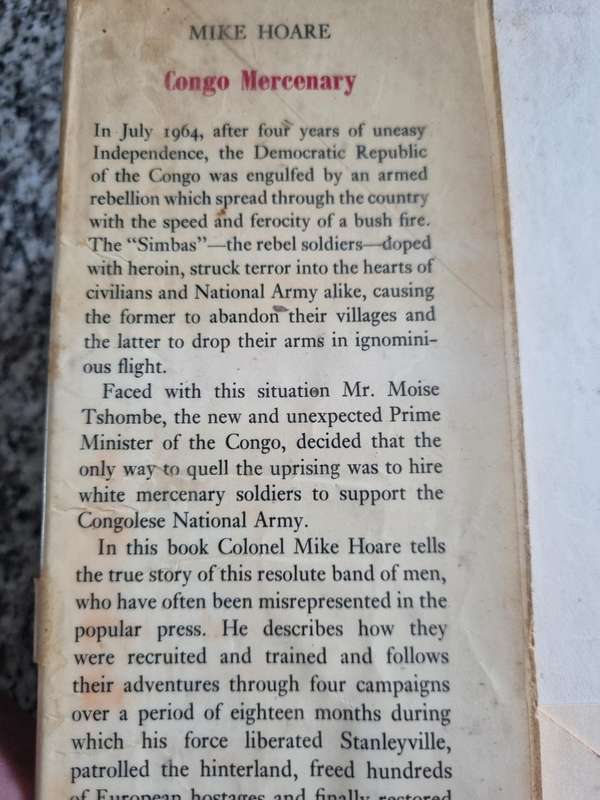 MIKE HOARE
Congo Mercenary
In July 1964, after four years of uneasy
Independence, the Democratic Republic
of the Congo was engulfed by an armed
rebellion which spread through the country
with the speed and ferocity of a bush fire.
The “Simbas”—the rebel soldiers—doped
with heroin, struck terror into the hearts of
civilians and National Army alike, causing
the former to abandon their villages and
the latter to drop their arms in ignomini-
ous flight.
Faced with this situation Mr. Moise
Tshombe, the new and unexpected Prime
Minister of the Congo, decided that the
only way to quell the uprising was to hire
white mercenary soldiers to support the
Congolese National Army.
In this book Colonel Mike Hoare tells
the true story of this resolute band of men,
who have often been misrepresented in the
popular press. He describes how they
were recruited and trained and follows
their adventures through four campaigns
over a period of eighteen months during
which his force liberated Stanleyville,
patrolled the hinterland, freed hundreds
of European hostages and finally restored